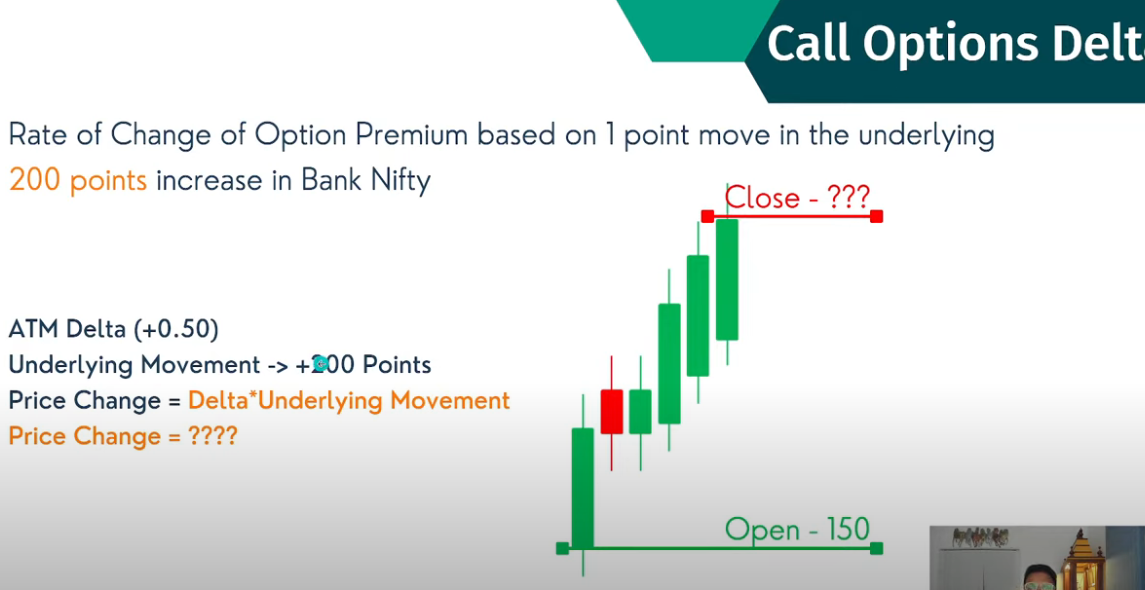 Call Options Delt
Rate of Change of Option Premium based on 1 point move in the underlying
200 points increase in Bank Nifty
Close - ???
ATM Delta (+0.50)
Underlying Movement -> +200 Points
Price Change = Delta*Underlying Movement
Price Change = ????
Open - 150